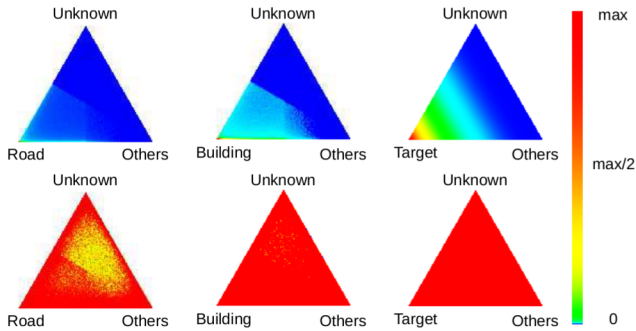 Unknown Unknown Unknown max
Road Others Building Others Target Others
max/2
Unknown Unknown Unknown
Road Others Building Others Target Others 0